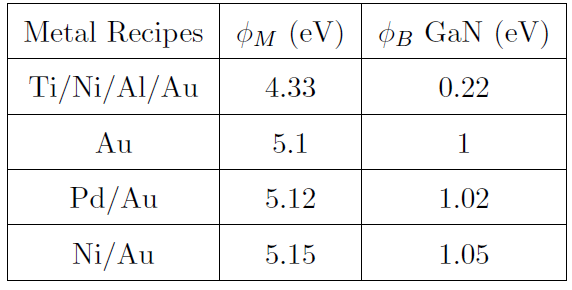 Metal Recipes ϕM (eV) ϕB GaN (eV)
Ti/Ni/Al/Au 4.33 0.22
Au 5.1 1
Pd/Au 5.12 1.02
Ni/Au 5.15 1.05